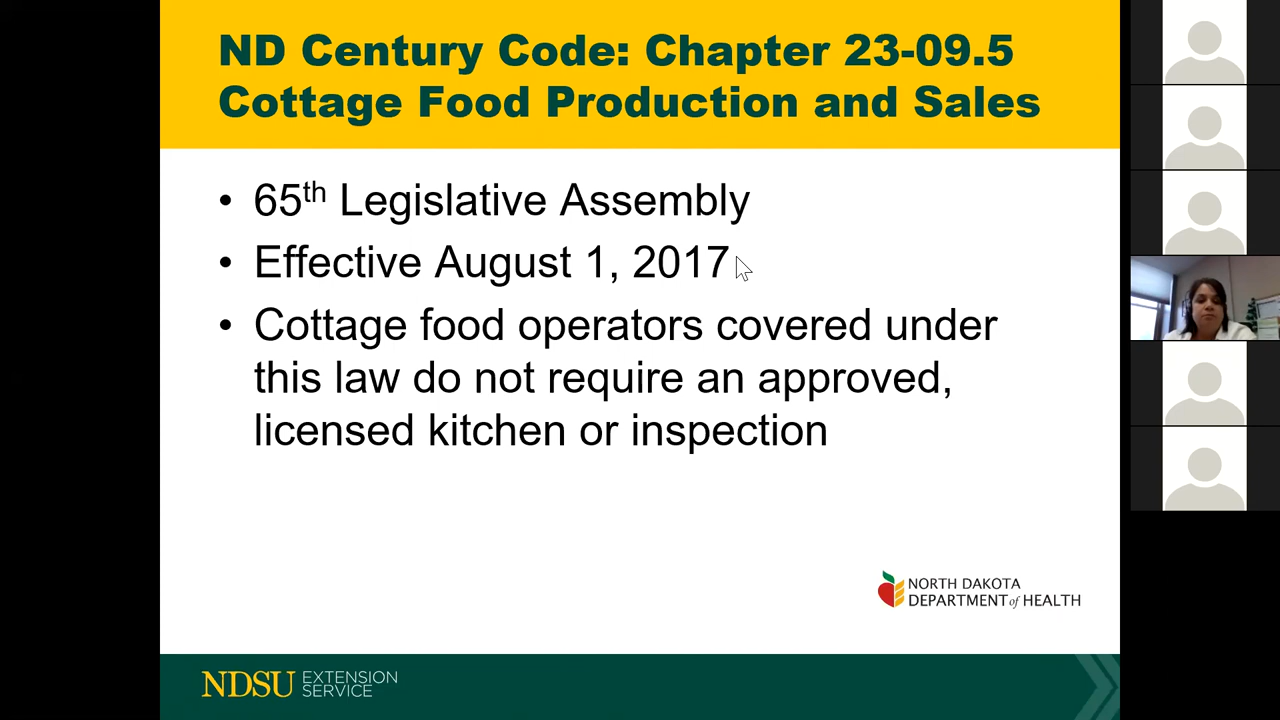 ND Century Code: Chapter 23-09.5
Cottage Food Production and Sales
• 65th Legislative Assembly
• Effective August 1, 2017
• Cottage food operators covered under
this law do not require an approved,
licensed kitchen or inspection
NORTH DAKOTA
DEPARTMENT of HEALTH
NDSU EXTENSION
SERVICE